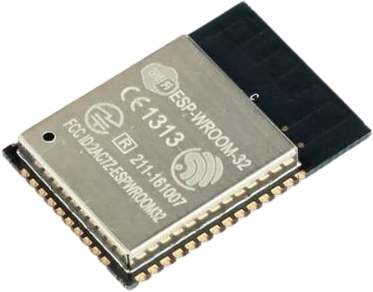 ESP-WROOM-32
CE1313
R 211-161007
FCC ID:2AC7Z-ESPWROOM32
C